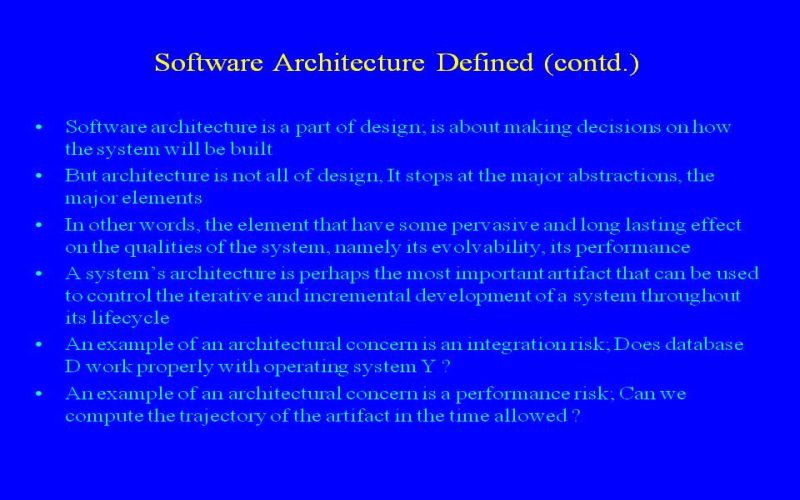 Software Architecture Defined (contd.)
• Software architecture is a part of design; is about making decisions on how
the system will be built
• But architecture is not all of design, It stops at the major abstractions, the
major elements
• In other words, the element that have some pervasive and long lasting effect
on the qualities of the system, namely its evolvability, its performance
• A system's architecture is perhaps the most important artifact that can be used
to control the iterative and incremental development of a system throughout
its lifecycle
• An example of an architectural concern is an integration risk; Does database
D work properly with operating system Y ?
• An example of an architectural concern is a performance risk; Can we
compute the trajectory of the artifact in the time allowed ?